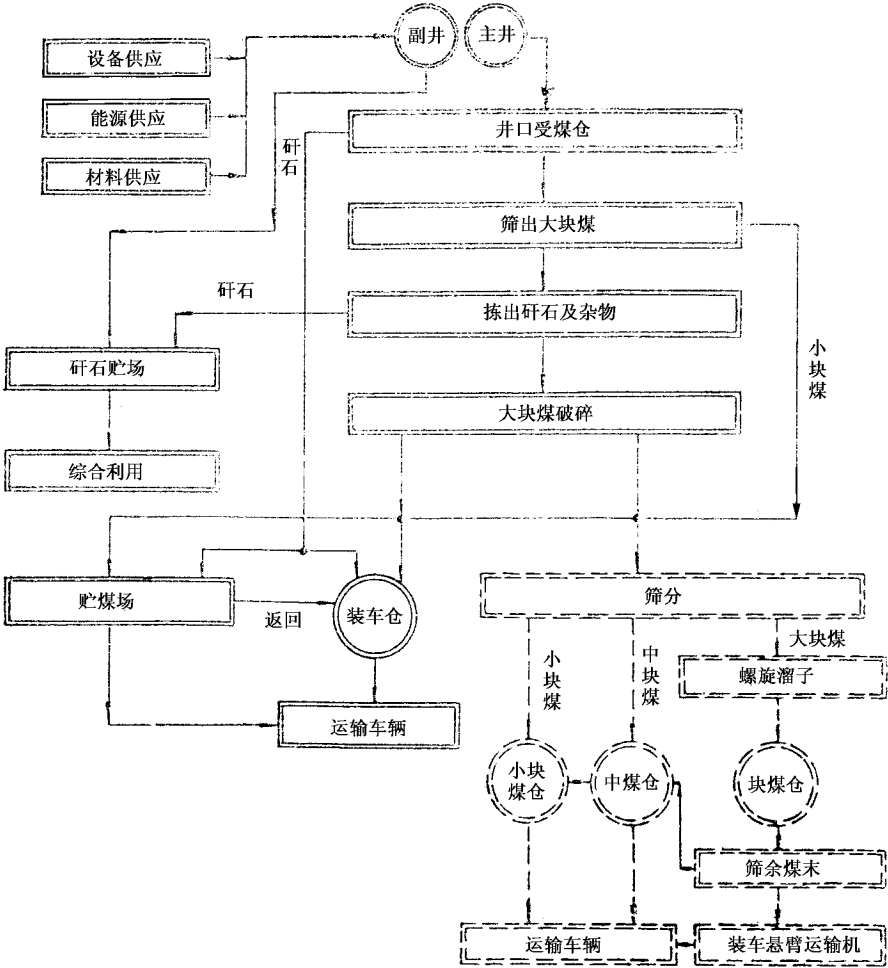 副井
主井
设备供应
能源供应
材料供应
井口受煤仓
矸石
筛出大块煤
矸石
拣出矸石及杂物
小块煤
矸石贮场
大块煤破碎
综合利用
贮煤场
返回
装车仓
筛分
大块煤
小块煤
中块煤
螺旋溜子
运输车辆
小块
煤仓
中煤仓
块煤仓
筛余煤末
运输车辆
装车悬臂运输机